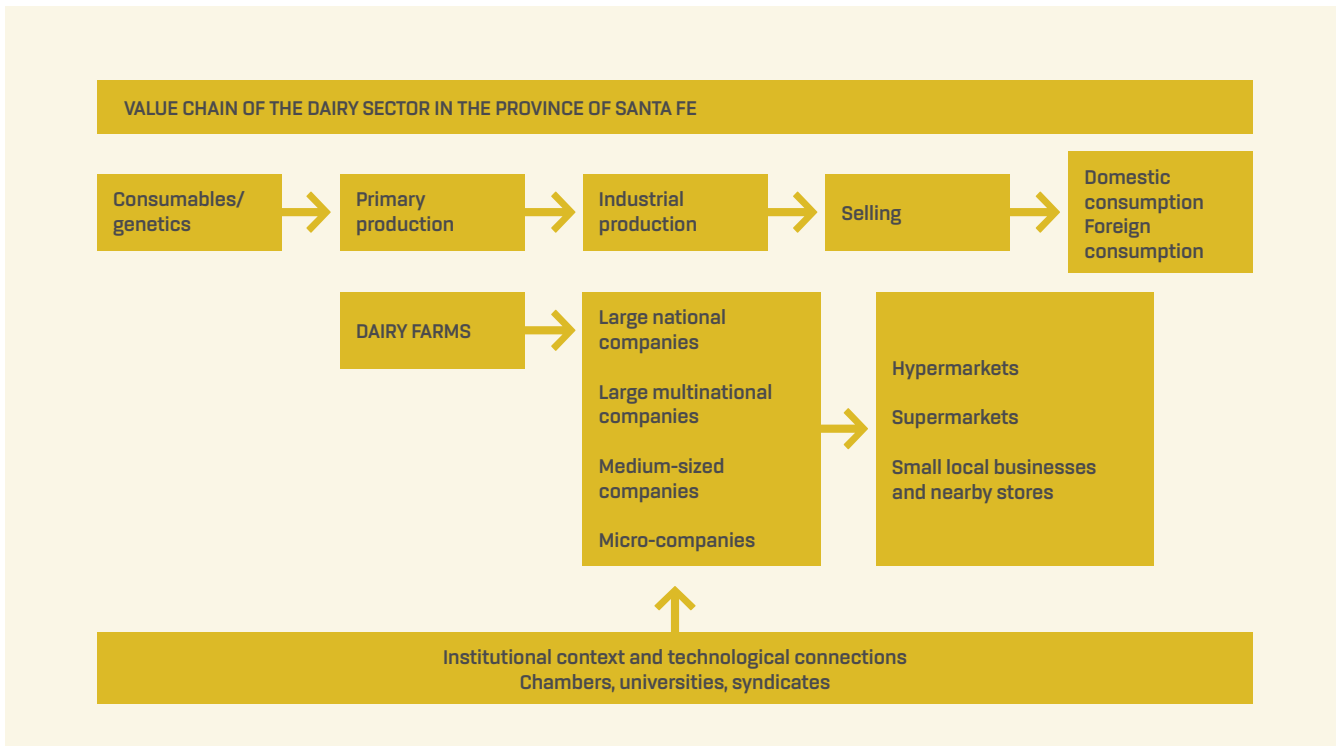 VALUE CHAIN OF THE DAIRY SECTOR IN THE PROVINCE OF SANTA FE
Consumables/
genetics
Primary
production
Industrial
production
Selling
Domestic
consumption
Foreign
consumption
DAIRY FARMS
Large national
companies
Large multinational
companies
Medium-sized
companies
Micro-companies
Hypermarkets
Supermarkets
Small local businesses
and nearby stores
Institutional context and technological connections
Chambers, universities, syndicates